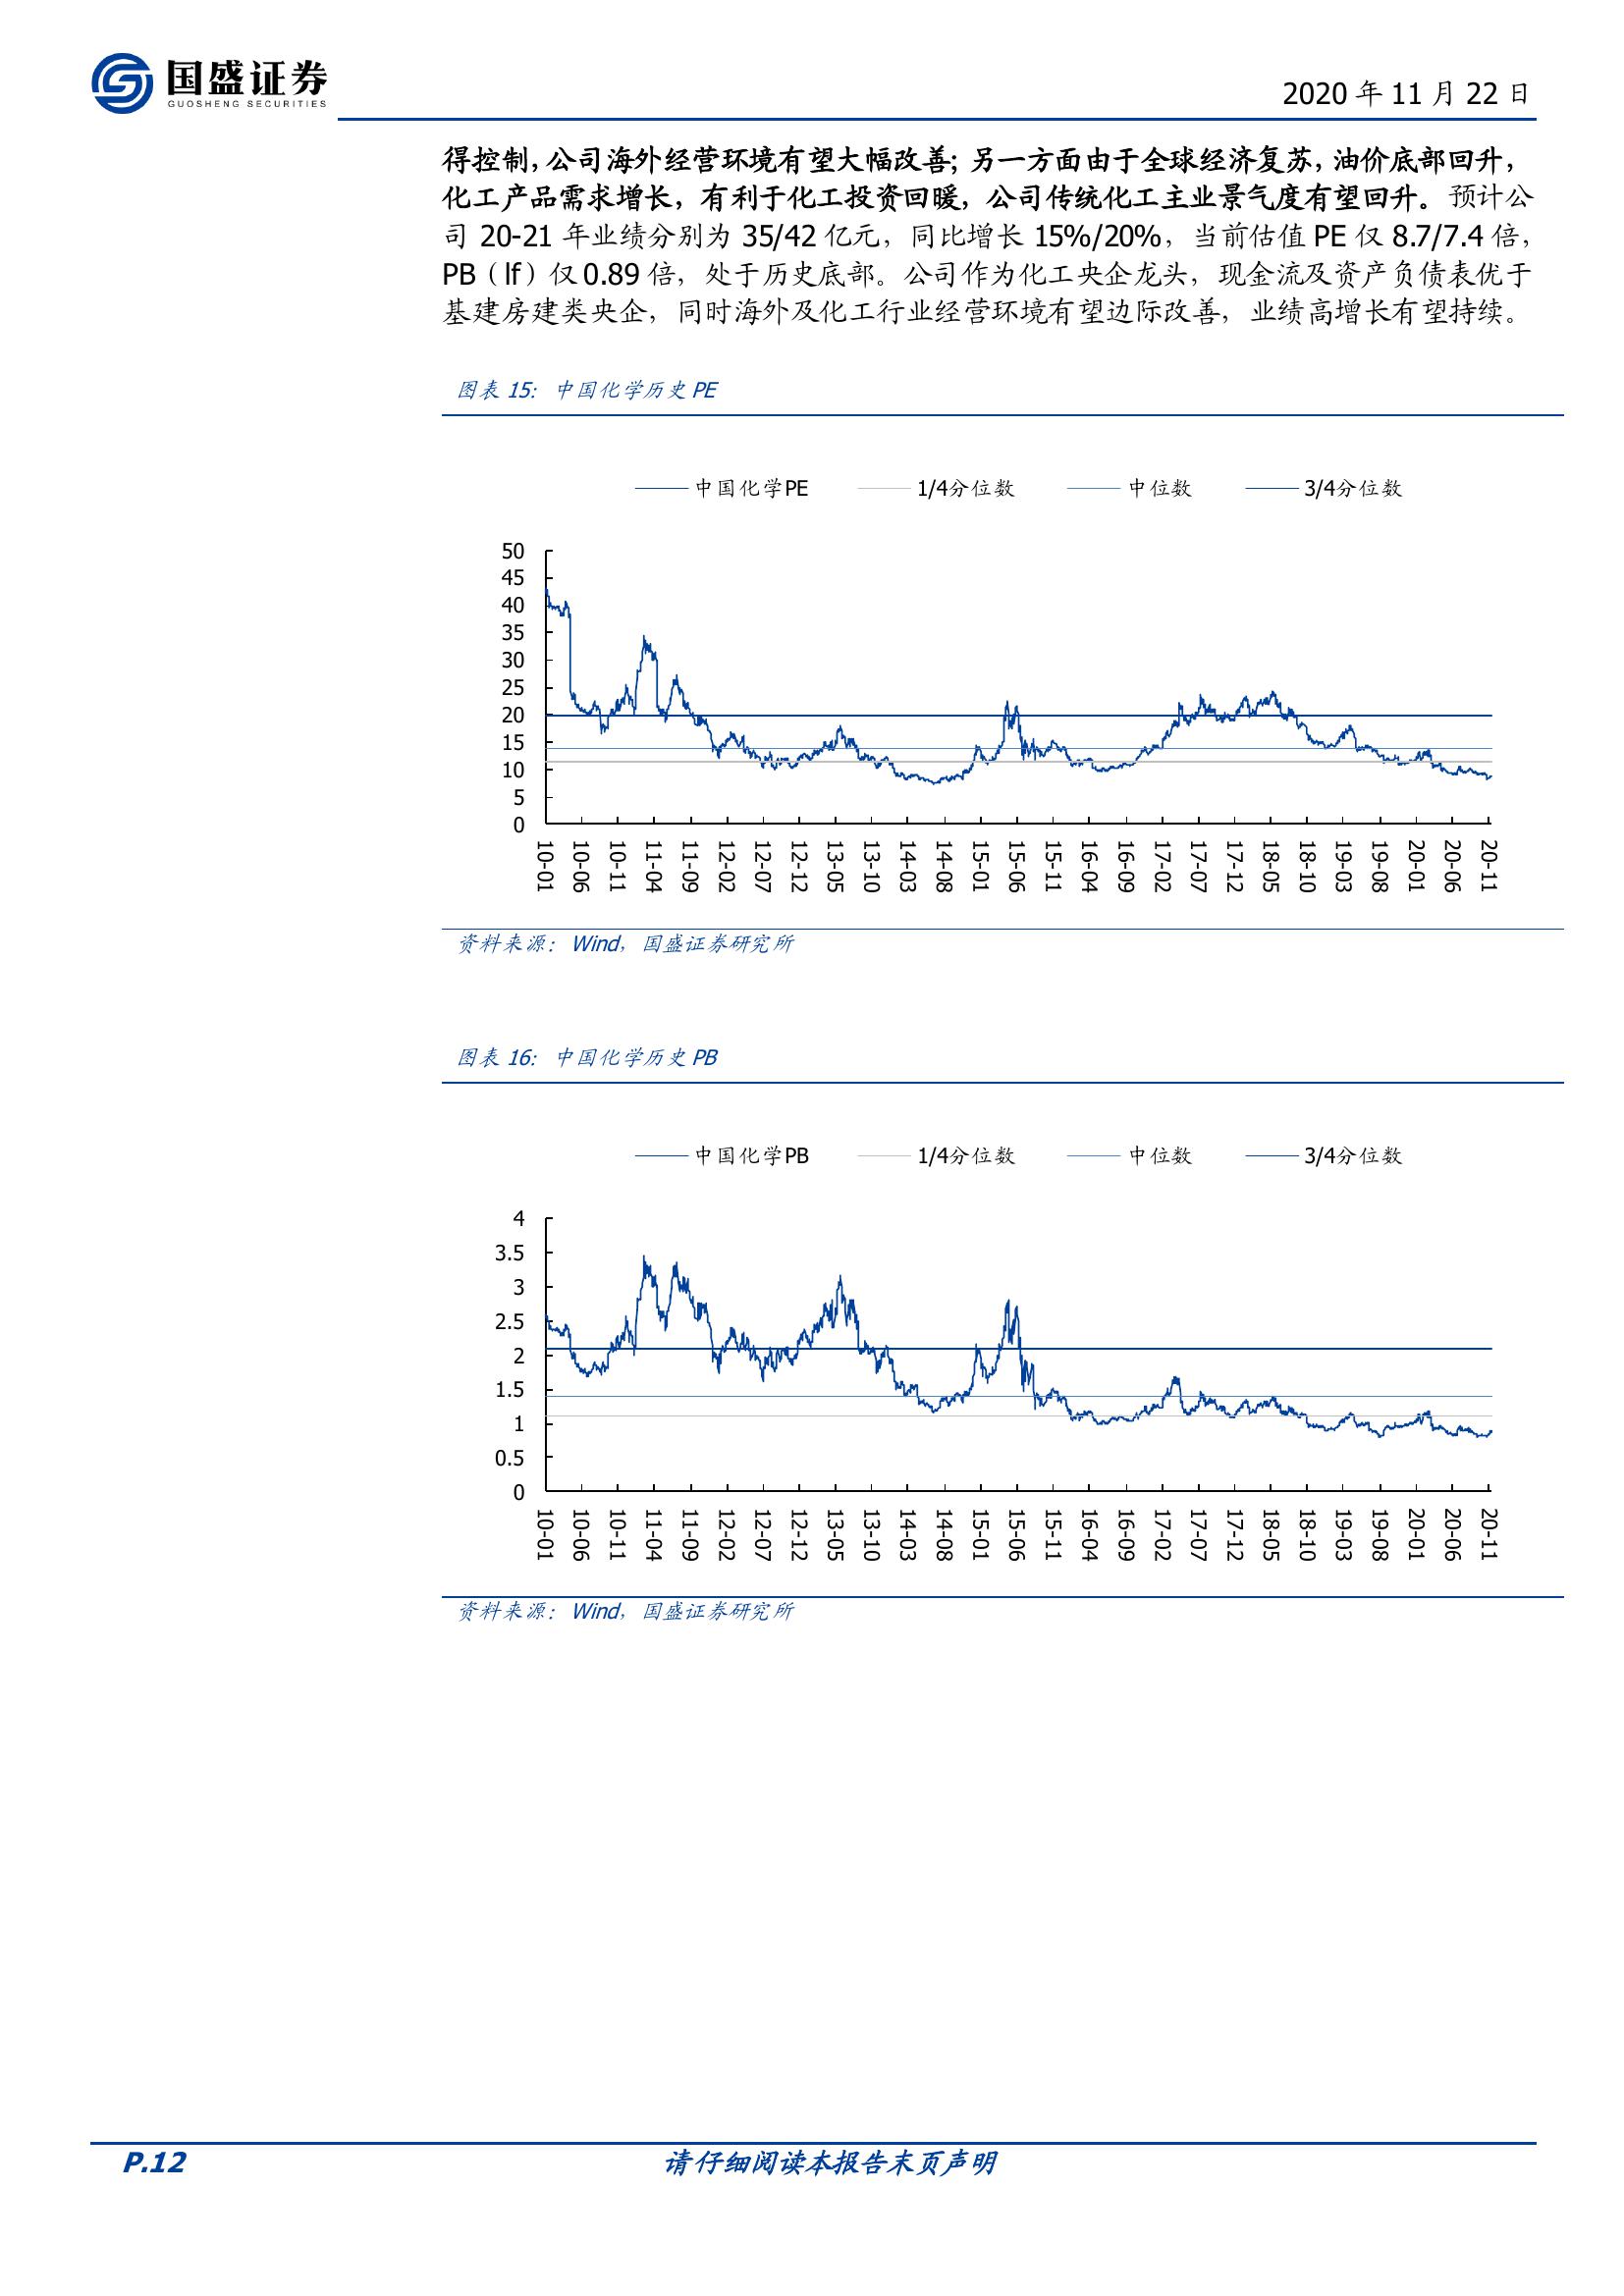 国盛证券
GUOSHENG SECURITIES
2020 年 11 月 22 日
得控制，公司海外经营环境有望大幅改善；另一方面由于全球经济复苏，油价底部回升，
化工产品需求增长，有利于化工投资回暖，公司传统化工主业景气度有望回升。预计公
司 20-21 年业绩分别为 35/42 亿元，同比增长 15%/20%，当前估值 PE 仅 8.7/7.4 倍，
PB（lf）仅 0.89 倍，处于历史底部。公司作为化工央企龙头，现金流及资产负债表优于
基建房建类央企，同时海外及化工行业经营环境有望边际改善，业绩高增长有望持续。
图表 15： 中国化学历史 PE
中国化学PE 1/4分位数 中位数 3/4分位数
50
45
40
35
30
25
20
15
10
5
0
10-01 10-06 10-11 11-04 11-09 12-02 12-07 12-12 13-05 13-10 14-03 14-08 15-01 15-06 15-11 16-04 16-09 17-02 17-07 17-12 18-05 18-10 19-03 19-08 20-01 20-06 20-11
资料来源：Wind，国盛证券研究所
图表 16： 中国化学历史 PB
中国化学PB 1/4分位数 中位数 3/4分位数
4
3.5
3
2.5
2
1.5
1
0.5
0
10-01 10-06 10-11 11-04 11-09 12-02 12-07 12-12 13-05 13-10 14-03 14-08 15-01 15-06 15-11 16-04 16-09 17-02 17-07 17-12 18-05 18-10 19-03 19-08 20-01 20-06 20-11
资料来源：Wind，国盛证券研究所
P.12 请仔细阅读本报告末页声明